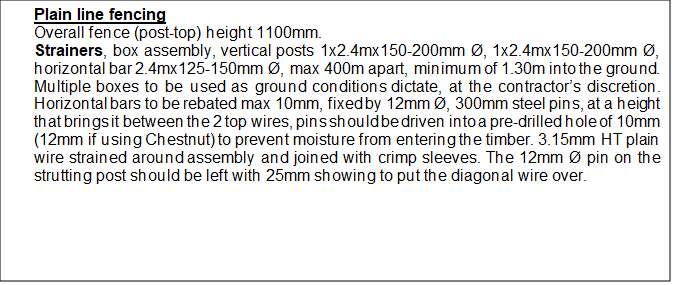 Plain line fencing
Overall fence (post-top) height 1100mm.
Strainers, box assembly, vertical posts 1x2.4mx150-200mm Ø, 1x2.4mx150-200mm Ø,
horizontal bar 2.4mx125-150mm Ø, max 400m apart, minimum of 1.30m into the ground.
Multiple boxes to be used as ground conditions dictate, at the contractor's discretion.
Horizontal bars to be rebated max 10mm, fixed by 12mm Ø, 300mm steel pins, at a height
that brings it between the 2 top wires, pins should be driven into a pre-drilled hole of 10mm
(12mm if using Chestnut) to prevent moisture from entering the timber. 3.15mm HT plain
wire strained around assembly and joined with crimp sleeves. The 12mm Ø pin on the
strutting post should be left with 25mm showing to put the diagonal wire over.